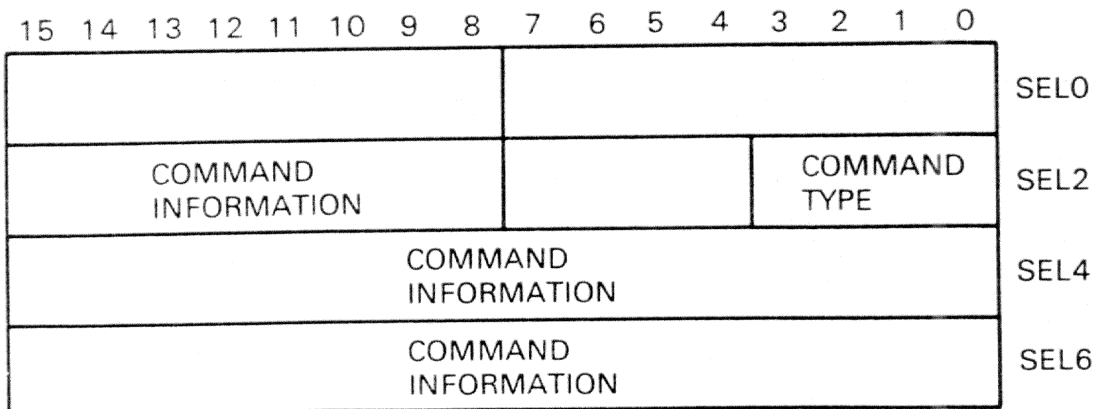 15 14 13 12 11 10 9 8 7 6 5 4 3 2 1 0
SEL0
COMMAND
INFORMATION
COMMAND
TYPE
SEL2
COMMAND
INFORMATION
SEL4
COMMAND
INFORMATION
SEL6